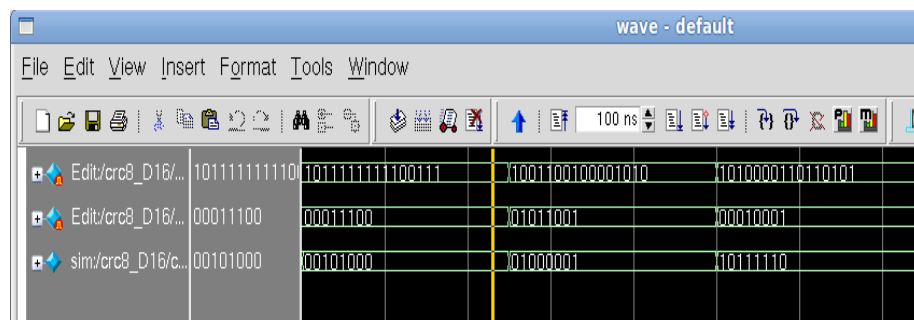 wave - default
File Edit View Insert Format Tools Window
100 ns
Edit:/crc8_D16/... 101111111110 1011111111100111 1001100100001010 1010000110110101
Edit:/crc8_D16/... 00011100 00011100 01011001 00010001
sim:/crc8_D16/c... 00101000 00101000 01000001 10111110